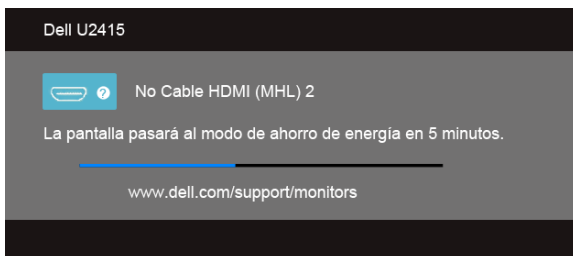 Dell U2415
No Cable HDMI (MHL) 2
La pantalla pasará al modo de ahorro de energía en 5 minutos.
www.dell.com/support/monitors